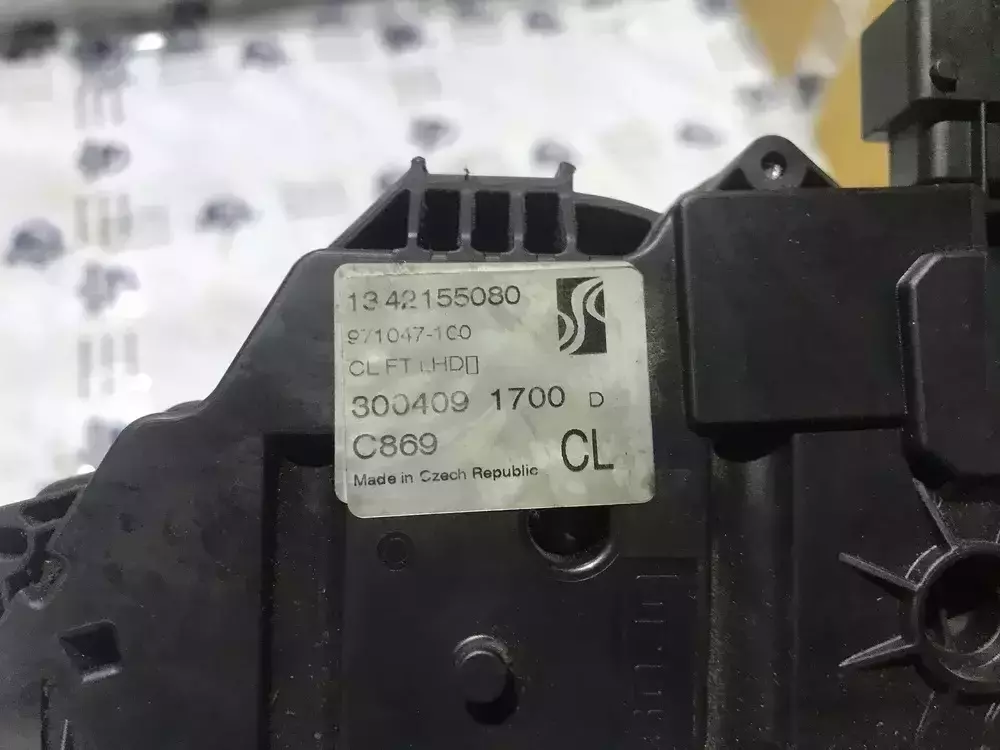 1342155080
971047-100
CL FT LHD
300409 1700 D
C869
CL
Made in Czech Republic